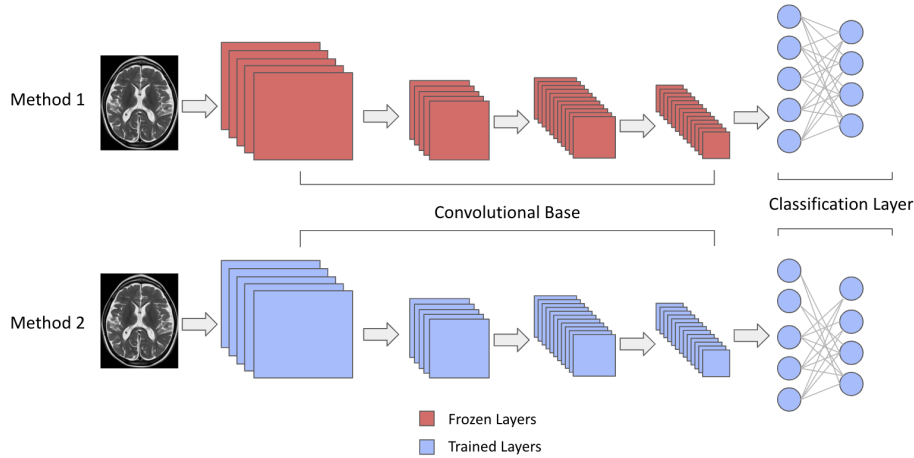 Method 1
Convolutional Base
Classification Layer
Method 2
Frozen Layers
Trained Layers